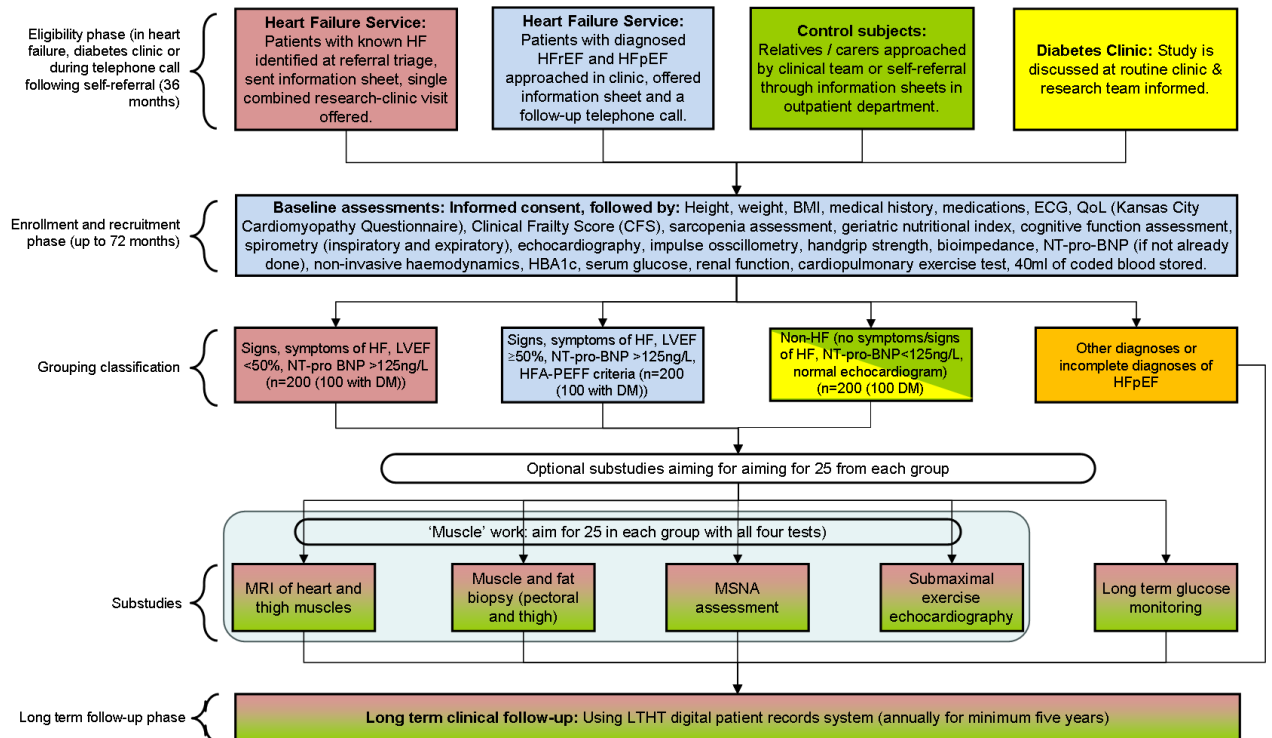 Eligibility phase (in heart
failure, diabetes clinic or
during telephone call
following self-referral (36
months)
Heart Failure Service:
Patients with known HF
identified at referral triage,
sent information sheet, single
combined research-clinic visit
offered.
Heart Failure Service:
Patients with diagnosed
HFrEF and HFpEF
approached in clinic, offered
information sheet and a
follow-up telephone call.
Control subjects:
Relatives / carers approached
by clinical team or self-referral
through information sheets in
outpatient department.
Diabetes Clinic: Study is
discussed at routine clinic &
research team informed.
Enrollment and recruitment
phase (up to 72 months)
Baseline assessments: Informed consent, followed by: Height, weight, BMI, medical history, medications, ECG, QoL (Kansas City
Cardiomyopathy Questionnaire), Clinical Frailty Score (CFS), sarcopenia assessment, geriatric nutritional index, cognitive function assessment,
spirometry (inspiratory and expiratory), echocardiography, impulse osscillometry, handgrip strength, bioimpedance, NT-pro-BNP (if not already
done), non-invasive haemodynamics, HBA1c, serum glucose, renal function, cardiopulmonary exercise test, 40ml of coded blood stored.
Grouping classification
Signs, symptoms of HF, LVEF
<50%, NT-pro BNP >125ng/L
(n=200 (100 with DM))
Signs, symptoms of HF, LVEF
≥50%, NT-pro-BNP >125ng/L,
HFA-PEFF criteria (n=200
(100 with DM))
Non-HF (no symptoms/signs
of HF, NT-pro-BNP<125ng/L,
normal echocardiogram)
(n=200 (100 DM)
Other diagnoses or
incomplete diagnoses of
HFpEF
Optional substudies aiming for aiming for 25 from each group
‘Muscle’ work: aim for 25 in each group with all four tests)
Substudies
MRI of heart and
thigh muscles
Muscle and fat
biopsy (pectoral
and thigh)
MSNA
assessment
Submaximal
exercise
echocardiography
Long term glucose
monitoring
Long term follow-up phase
Long term clinical follow-up: Using LTHT digital patient records system (annually for minimum five years)